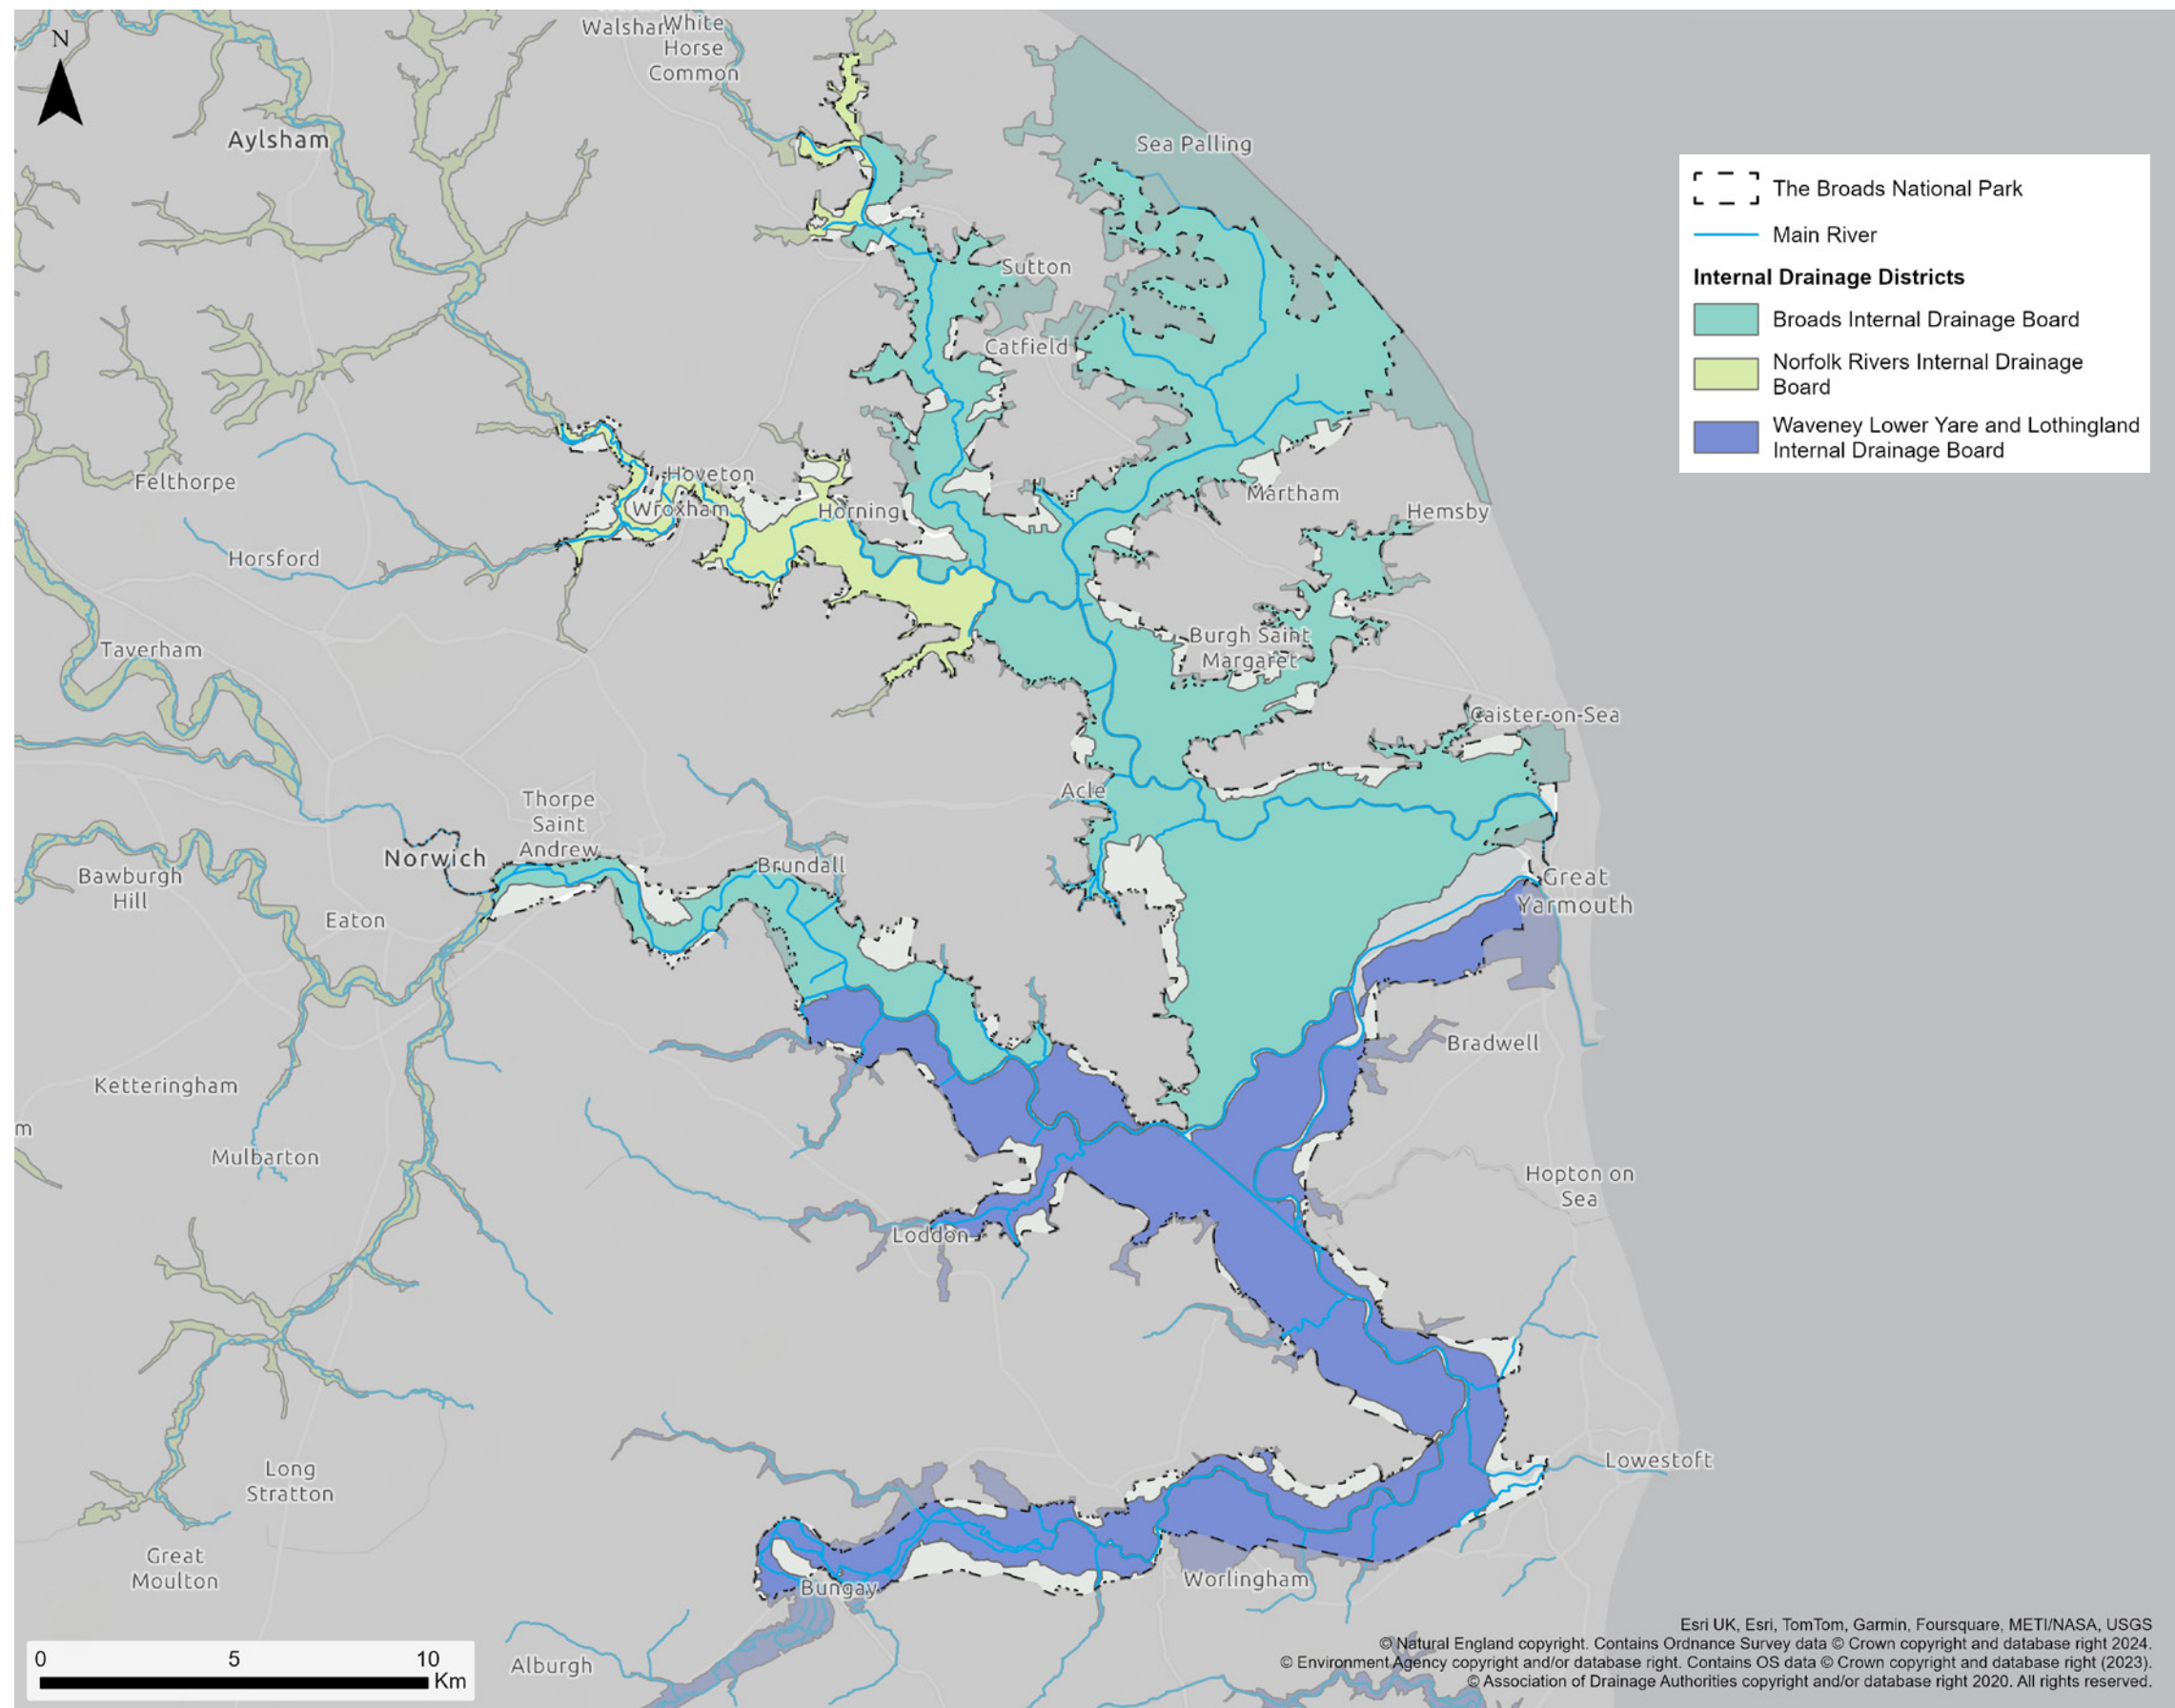 N
Walsham
White
Horse
Common
Aylsham
Sea Palling
Sutton
Catfield
Felthorpe
Hoveton
Wroxham
Horning
Martham
Hemsby
Horsford
Taverham
Burgh Saint
Margaret
Caister-on-Sea
Acle
Thorpe
Saint
Andrew
Norwich
Brundall
Bawburgh
Hill
Eaton
Great
Yarmouth
Bradwell
Ketteringham
m
Mulbarton
Hopton on
Sea
Loddon
Long
Stratton
Lowestoft
Great
Moulton
Bungay
Worlingham
Alburgh
The Broads National Park
Main River
Internal Drainage Districts
Broads Internal Drainage Board
Norfolk Rivers Internal Drainage
Board
Waveney Lower Yare and Lothingland
Internal Drainage Board
0 5 10
Km
Esri UK, Esri, TomTom, Garmin, Foursquare, METI/NASA, USGS
© Natural England copyright. Contains Ordnance Survey data © Crown copyright and database right 2024.
© Environment Agency copyright and/or database right. Contains OS data © Crown copyright and database right (2023).
© Association of Drainage Authorities copyright and/or database right 2020. All rights reserved.